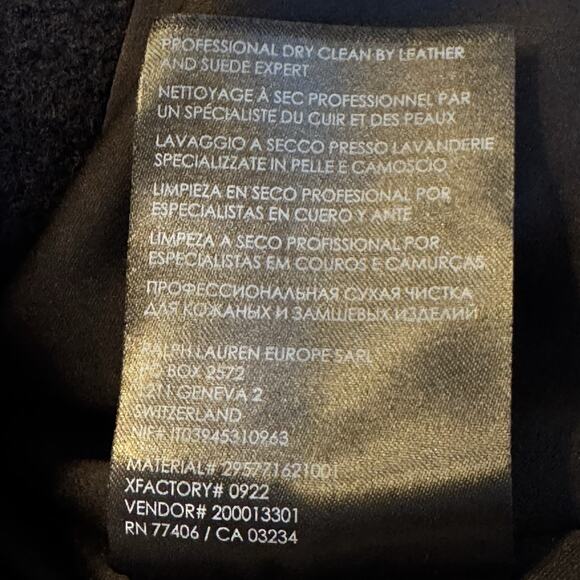 PROFESSIONAL DRY CLEAN BY LEATHER
AND SUEDE EXPERT
NETTOYAGE À SEC PROFESSIONNEL PAR
UN SPÉCIALISTE DU CUIR ET DES PEAUX
LAVAGGIO A SECCO PRESSO LAVANDERIE
SPECIALIZZATE IN PELLE E CAMOSCIO
LIMPIEZA EN SECO PROFESIONAL POR
ESPECIALISTAS EN CUERO Y ANTE
LIMPEZA A SECO PROFISSIONAL POR
ESPECIALISTAS EM COUROS E CAMURÇAS
ПРОФЕССИОНАЛЬНАЯ СУХАЯ ЧИСТКА
ДЛЯ КОЖАНЫХ И ЗАМШЕВЫХ ИЗДЕЛИЙ
RALPH LAUREN EUROPE SARL
PO BOX 2572
1211 GENEVA 2
SWITZERLAND
NIF# IT03945310963
MATERIAL# 295771621001
XFACTORY# 0922
VENDOR# 200013301
RN 77406 / CA 03234